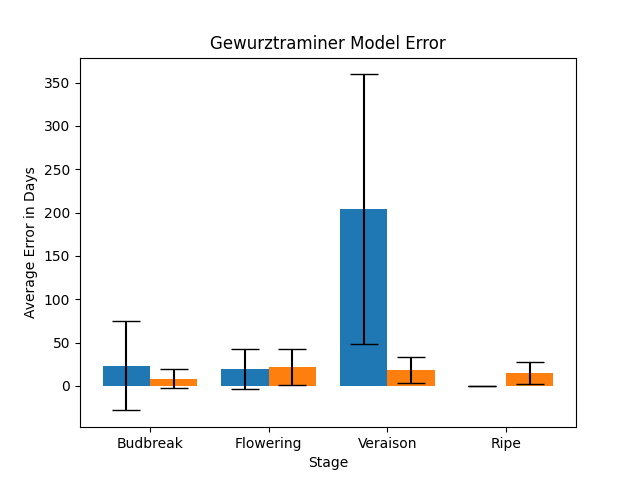 Gewurztraminer Model Error
Average Error in Days
350
300
250
200
150
100
50
0
Budbreak Flowering Veraison Ripe
Stage